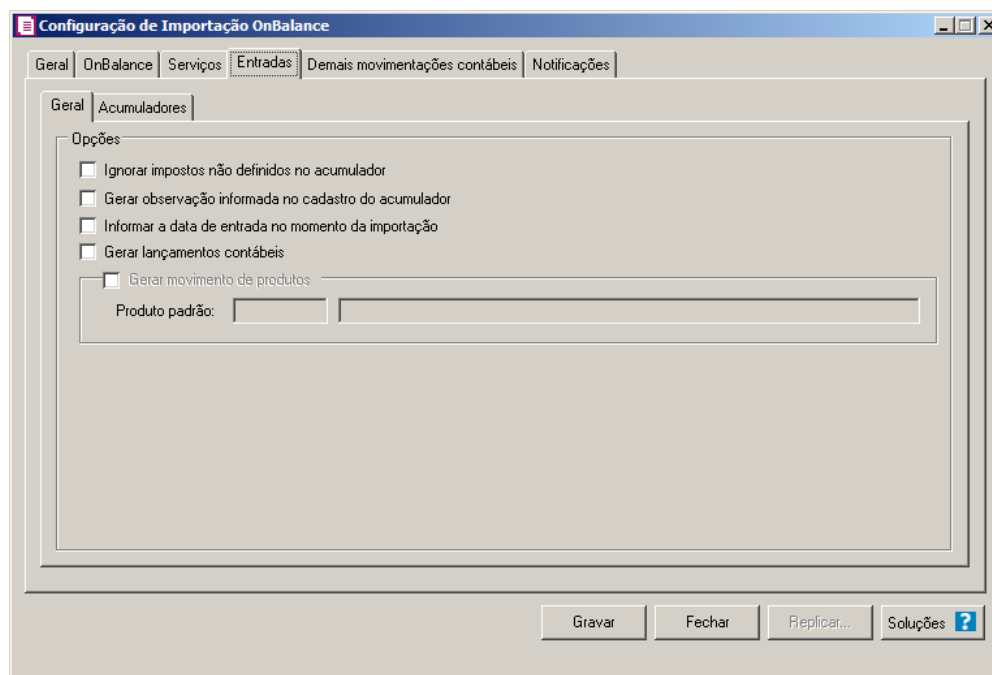 Configuração de Importação OnBalance
Geral OnBalance Serviços Entradas Demais movimentações contábeis Notificações
Geral Acumuladores
Opções
Ignorar impostos não definidos no acumulador
Gerar observação informada no cadastro do acumulador
Informar a data de entrada no momento da importação
Gerar lançamentos contábeis
Gerar movimento de produtos
Produto padrão:
Gravar Fechar Replicar... Soluções ?